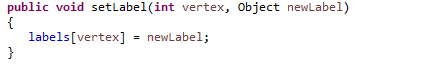 public void setLabel(int vertex, Object newLabel)
{
labels[vertex] = newLabel;
}